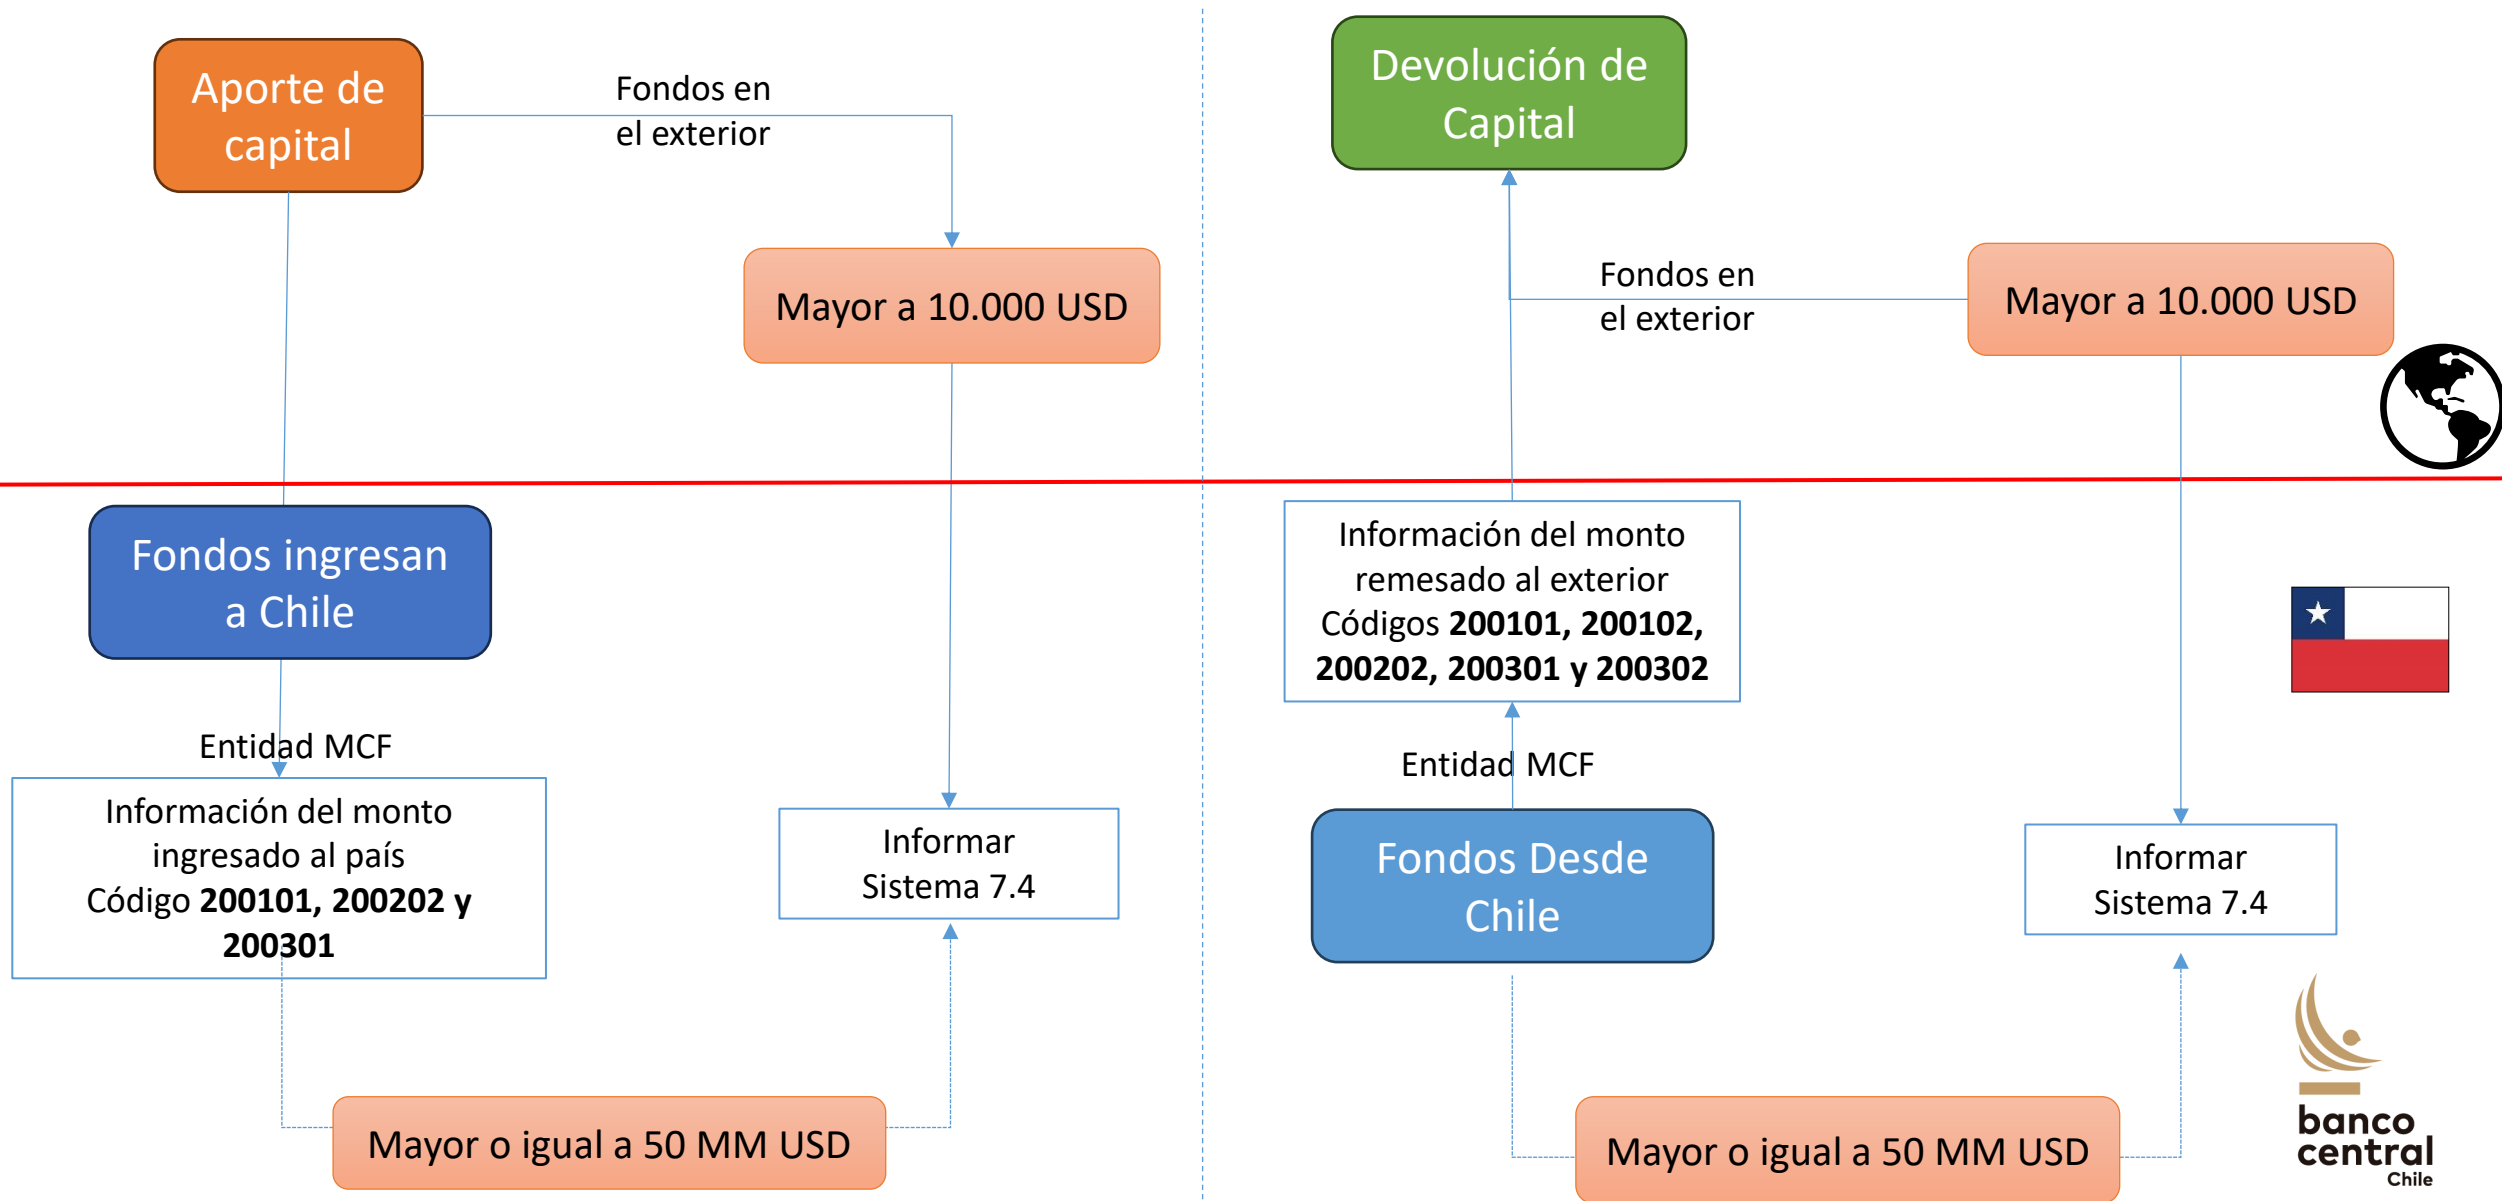 Aporte de
capital
Fondos en
el exterior
Mayor a 10.000 USD
Fondos ingresan
a Chile
Entidad MCF
Información del monto
ingresado al país
Código 200101, 200202 y
200301
Informar
Sistema 7.4
Mayor o igual a 50 MM USD
Devolución de
Capital
Fondos en
el exterior
Mayor a 10.000 USD
Información del monto
remesado al exterior
Códigos 200101, 200102,
200202, 200301 y 200302
Entidad MCF
Fondos Desde
Chile
Informar
Sistema 7.4
Mayor o igual a 50 MM USD
banco
central
Chile